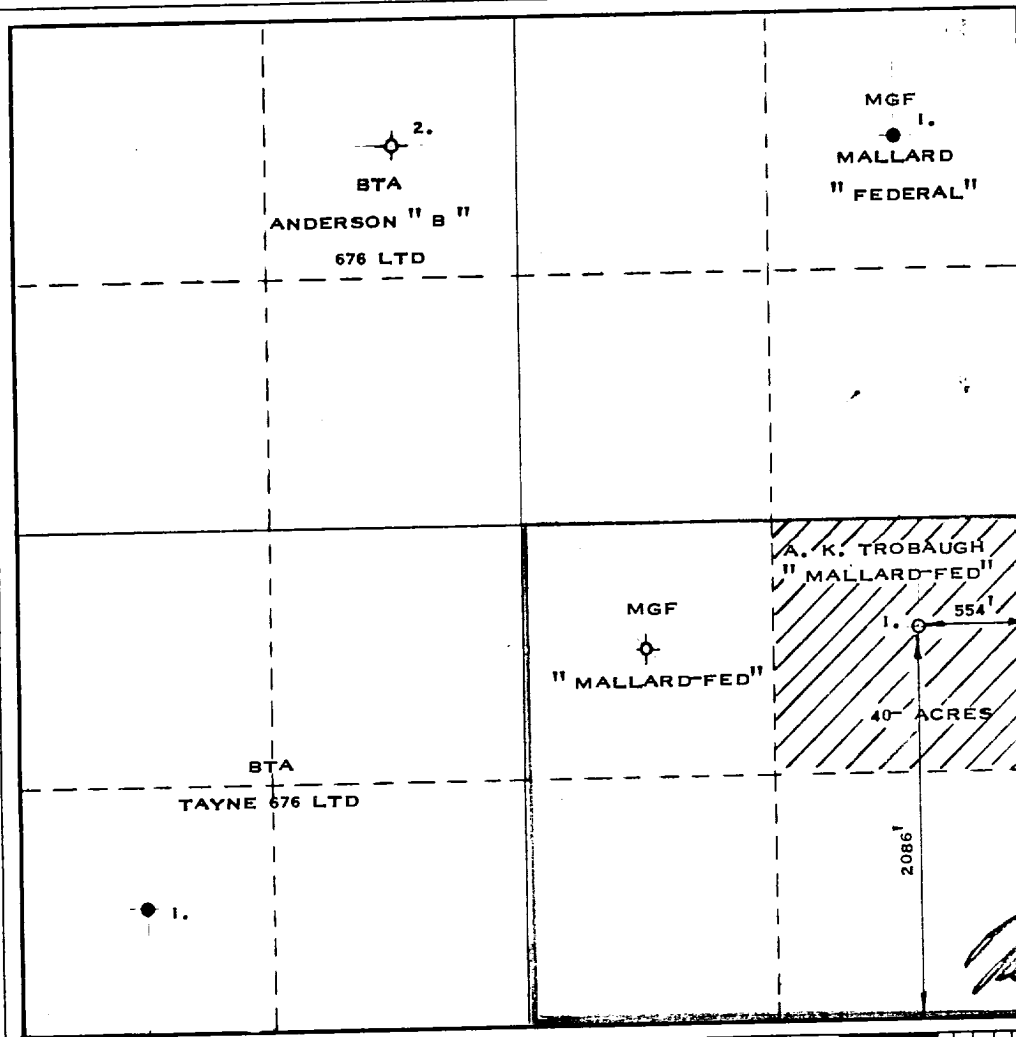 2.
BTA
ANDERSON " B "
676 LTD
MGF
1.
MALLARD
" FEDERAL"
MGF
" MALLARD-FED"
A. K. TROBAUGH
" MALLARD-FED"
1.
554'
40- ACRES
2086'
BTA
TAYNE 676 LTD
1.